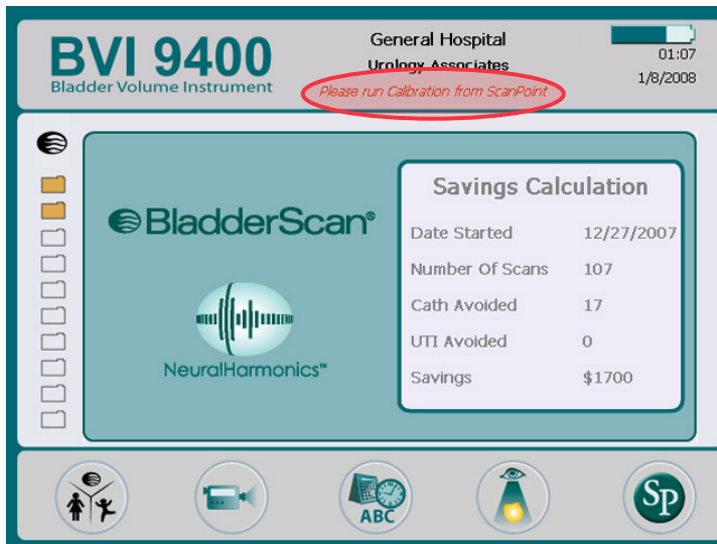 BVI 9400
Bladder Volume Instrument
General Hospital
Urology Associates
Please run Calibration from ScanPoint
01:07
1/8/2008
BladderScan®
NeuralHarmonics™
Savings Calculation
Date Started 12/27/2007
Number Of Scans 107
Cath Avoided 17
UTI Avoided 0
Savings $1700
ABC
SP